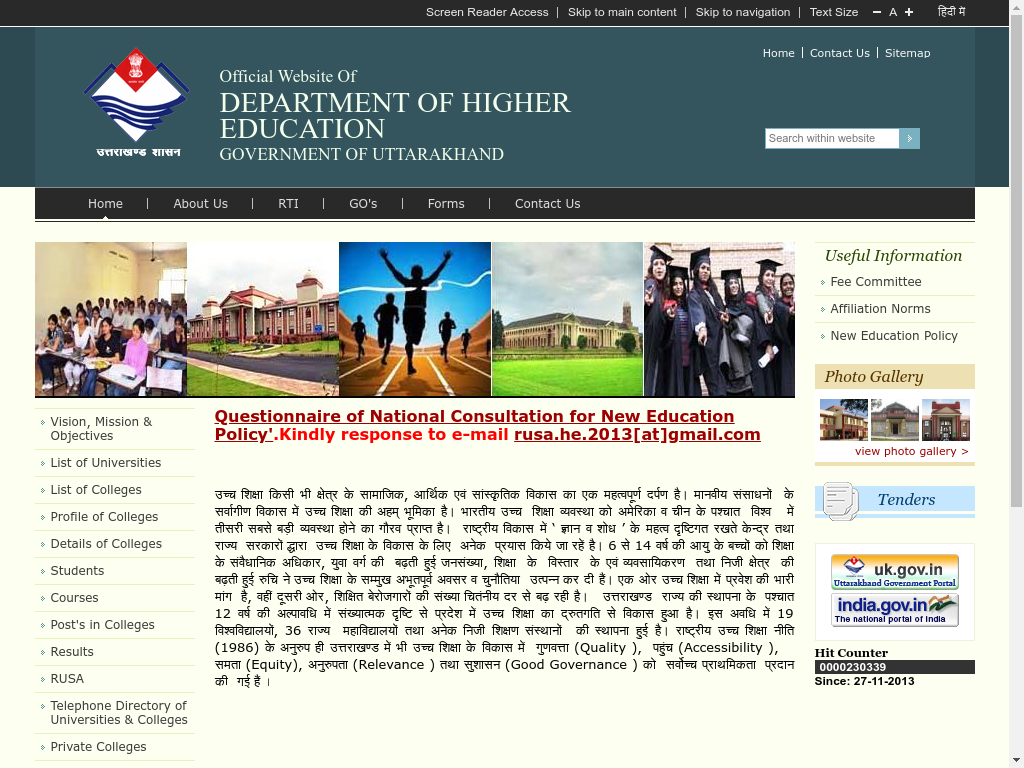 Screen Reader Access | Skip to main content | Skip to navigation | Text Size − A + हिंदी में
Home | Contact Us | Sitemap
उत्तराखण्ड शासन
Official Website Of
DEPARTMENT OF HIGHER
EDUCATION
GOVERNMENT OF UTTARAKHAND
Search within website
Home | About Us | RTI | GO's | Forms | Contact Us
Vision, Mission &
Objectives
List of Universities
List of Colleges
Profile of Colleges
Details of Colleges
Students
Courses
Post's in Colleges
Results
RUSA
Telephone Directory of
Universities & Colleges
Private Colleges
Questionnaire of National Consultation for New Education
Policy'.Kindly response to e-mail rusa.he.2013[at]gmail.com
उच्च शिक्षा किसी भी क्षेत्र के सामाजिक, आर्थिक एवं सांस्कृतिक विकास का एक महत्वपूर्ण दर्पण है। मानवीय संसाधनों के
सर्वागीण विकास में उच्च शिक्षा की अहम् भूमिका है। भारतीय उच्च शिक्षा व्यवस्था को अमेरिका व चीन के पश्चात विश्व में
तीसरी सबसे बड़ी व्यवस्था होने का गौरव प्राप्त है। राष्ट्रीय विकास में ‘ ज्ञान व शोध ’ के महत्व दृष्टिगत रखते केन्द्र तथा
राज्य सरकारो द्धारा उच्च शिक्षा के विकास के लिए अनेक प्रयास किये जा रहें है। 6 से 14 वर्ष की आयु के बच्चों को शिक्षा
के संवैधानिक अधिकार, युवा वर्ग की बढ़ती हुई जनसंख्या, शिक्षा के विस्तार के एवं व्यवसायिकरण तथा निजी क्षेत्र की
बढ़ती हुई रुचि ने उच्च शिक्षा के सम्मुख अभूतपूर्व अवसर व चुनौतिया उत्पन्न कर दी है। एक ओर उच्च शिक्षा में प्रवेश की भारी
मांग है, वहीं दूसरी ओर, शिक्षित बेरोजगारों की संख्या चितंनीय दर से बढ़ रही है। उत्तराखण्ड राज्य की स्थापना के पश्चात
12 वर्ष की अल्पावधि में संख्यात्मक दृष्टि से प्रदेश में उच्च शिक्षा का द्रुतगति से विकास हुआ है। इस अवधि में 19
विश्वविद्यालयों, 36 राज्य महाविद्यालयों तथा अनेक निजी शिक्षण संस्थानो की स्थापना हुई है। राष्ट्रीय उच्च शिक्षा नीति
(1986) के अनुरुप ही उत्तराखण्ड में भी उच्च शिक्षा के विकास में गुणवत्ता (Quality ), पहुंच (Accessibility ),
समता (Equity), अनुरुपता (Relevance ) तथा सुशासन (Good Governance ) को सर्वोच्च प्राथमिकता प्रदान
की गई हैं ।
Useful Information
Fee Committee
Affiliation Norms
New Education Policy
Photo Gallery
view photo gallery >
Tenders
uk.gov.in
Uttarakhand Government Portal
india.gov.in
The national portal of India
Hit Counter
0000230339
Since: 27-11-2013